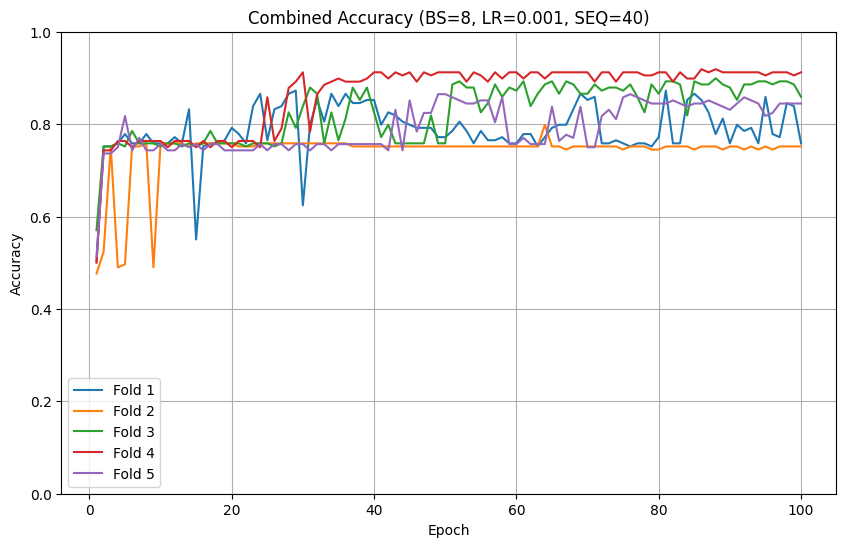 Combined Accuracy (BS=8, LR=0.001, SEQ=40)
1.0
0.8
0.6
0.4
0.2
0.0
Accuracy
Fold 1
Fold 2
Fold 3
Fold 4
Fold 5
0 20 40 60 80 100
Epoch